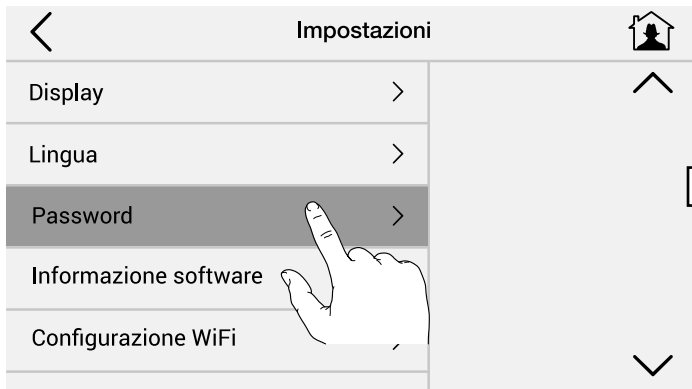 Impostazioni
Display
Lingua
Password
Informazione software
Configurazione WiFi